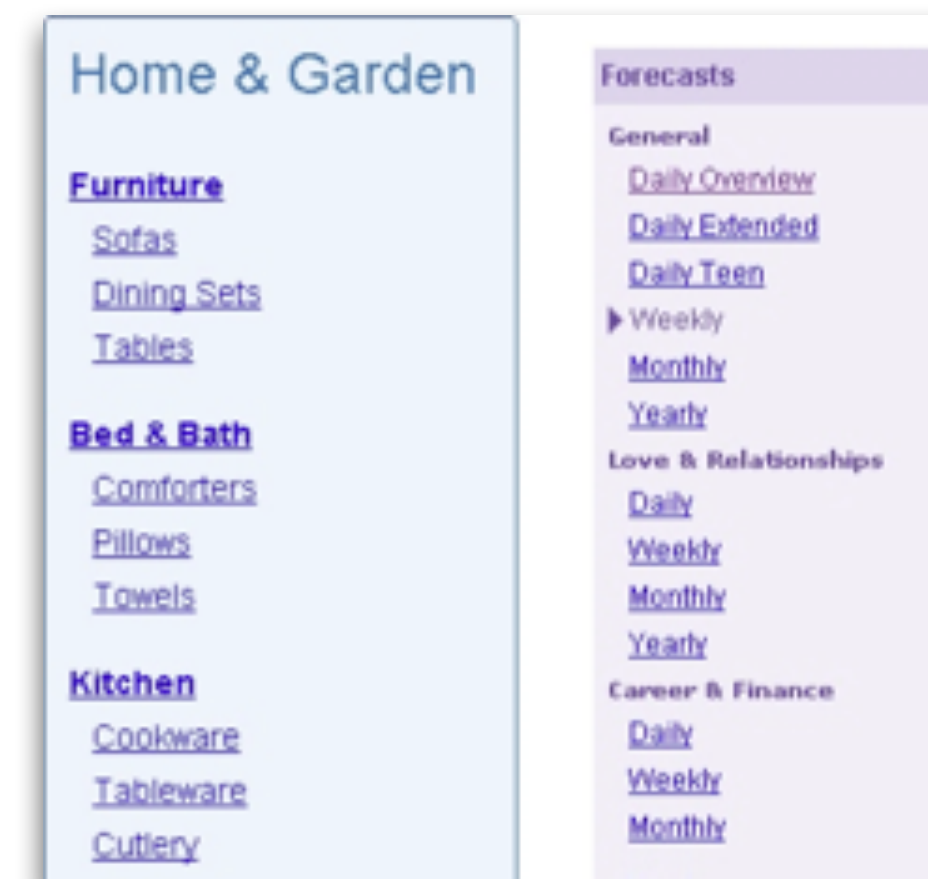 Home & Garden
Furniture
Sofas
Dining Sets
Tables
Bed & Bath
Comforters
Pillows
Towels
Kitchen
Cookware
Tableware
Cutlery
Forecasts
General
Daily Overview
Daily Extended
Daily Teen
Weekly
Monthly
Yearly
Love & Relationships
Daily
Weekly
Monthly
Yearly
Career & Finance
Daily
Weekly
Monthly